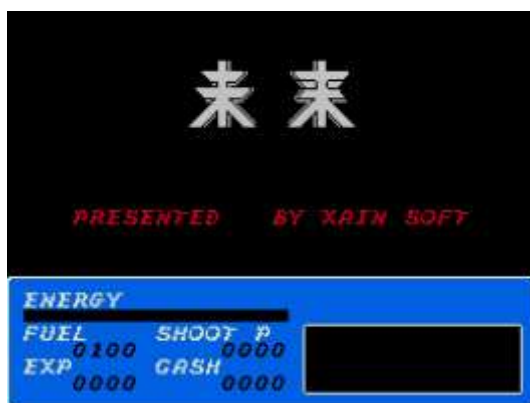 未来
PRESENTED BY XAIN SOFT
ENERGY
FUEL SHOOT P
0100 0000
EXP CASH
0000 0000